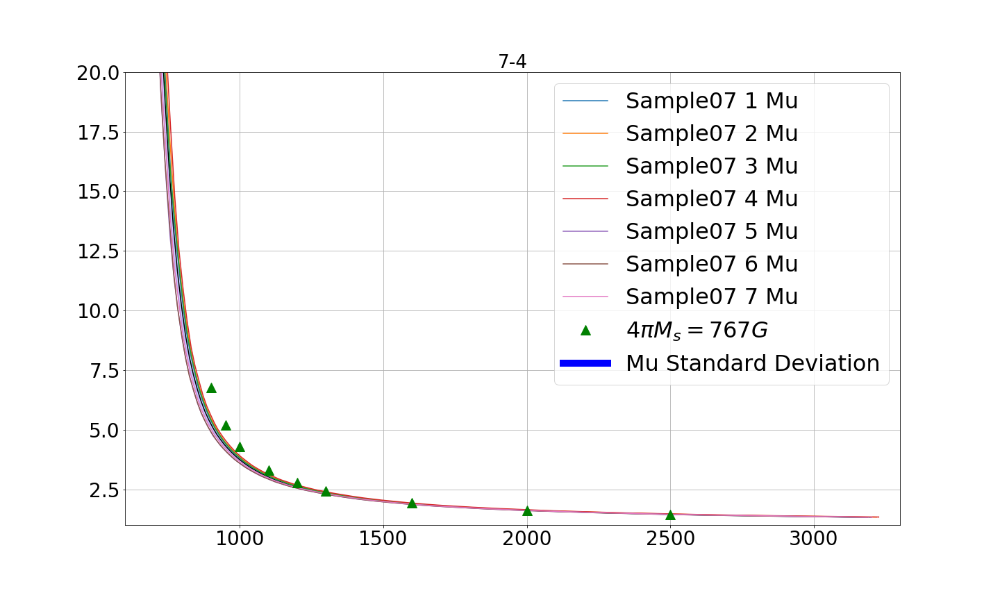 7-4
20.0
17.5
15.0
12.5
10.0
7.5
5.0
2.5
Sample07 1 Mu
Sample07 2 Mu
Sample07 3 Mu
Sample07 4 Mu
Sample07 5 Mu
Sample07 6 Mu
Sample07 7 Mu
4πMₛ = 767G
Mu Standard Deviation
1000 1500 2000 2500 3000